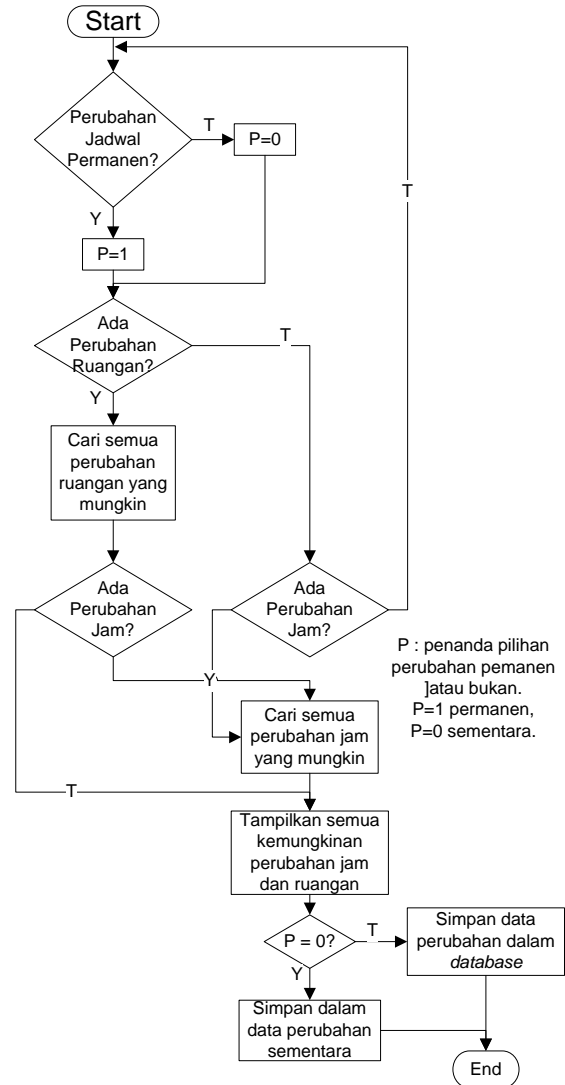 Start
Perubahan
Jadwal
Permanen?
T
P=0
T
Y
P=1
Ada
Perubahan
Ruangan?
T
Y
Cari semua
perubahan
ruangan yang
mungkin
Ada
Perubahan
Jam?
Ada
Perubahan
Jam?
P : penanda pilihan
perubahan pemanen
]atau bukan.
P=1 permanen,
P=0 sementara.
Y
Cari semua
perubahan jam
yang mungkin
T
Tampilkan semua
kemungkinan
perubahan jam
dan ruangan
P = 0?
T
Simpan data
perubahan dalam
database
Y
Simpan dalam
data perubahan
sementara
End